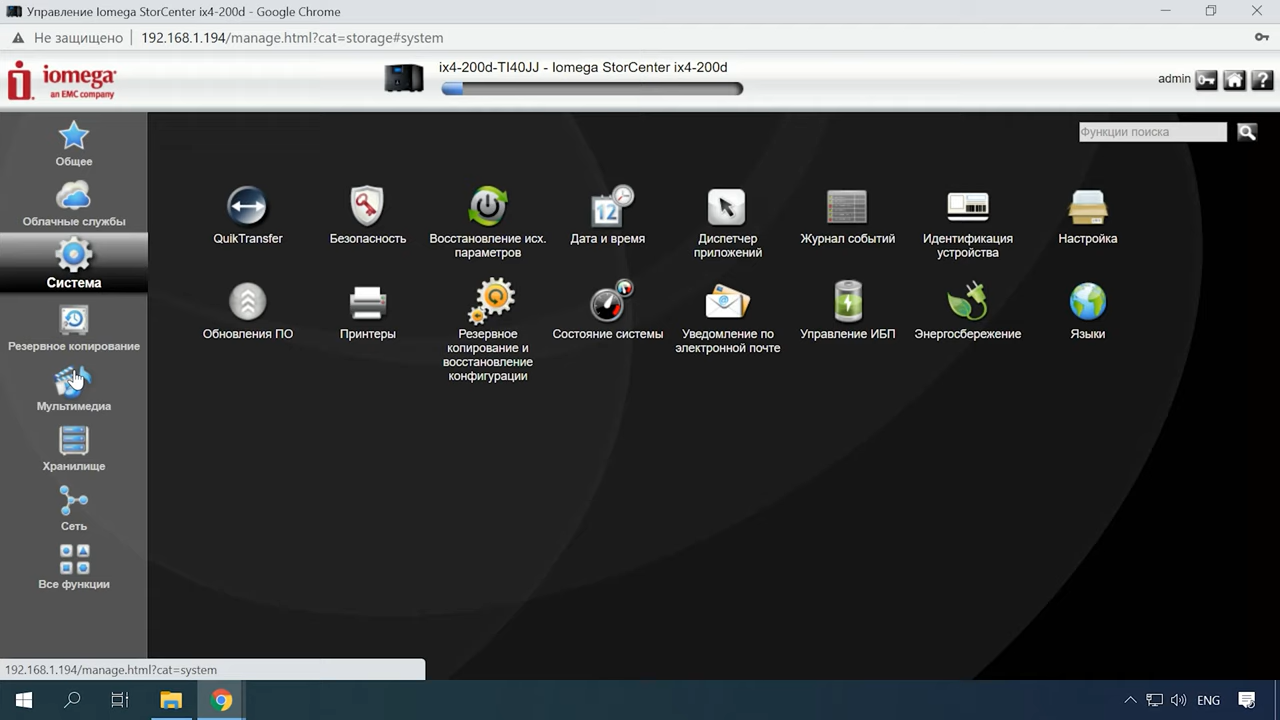 Управление Iomega StorCenter ix4-200d - Google Chrome
Не защищено 192.168.1.194/manage.html?cat=storage#system
iomega
an EMC company
ix4-200d-TI40JJ - Iomega StorCenter ix4-200d
admin
?
Функции поиска
Общее
Облачные службы
Система
Резервное копирование
Мультимедиа
Хранилище
Сеть
Все функции
QuikTransfer
Безопасность
Восстановление исх.
параметров
12
Дата и время
Диспетчер
приложений
Журнал событий
Идентификация
устройства
Настройка
Обновления ПО
Принтеры
Резервное
копирование и
восстановление
конфигурации
Состояние системы
Уведомление по
электронной почте
Управление ИБП
Энергосбережение
Языки
192.168.1.194/manage.html?cat=system
ENG